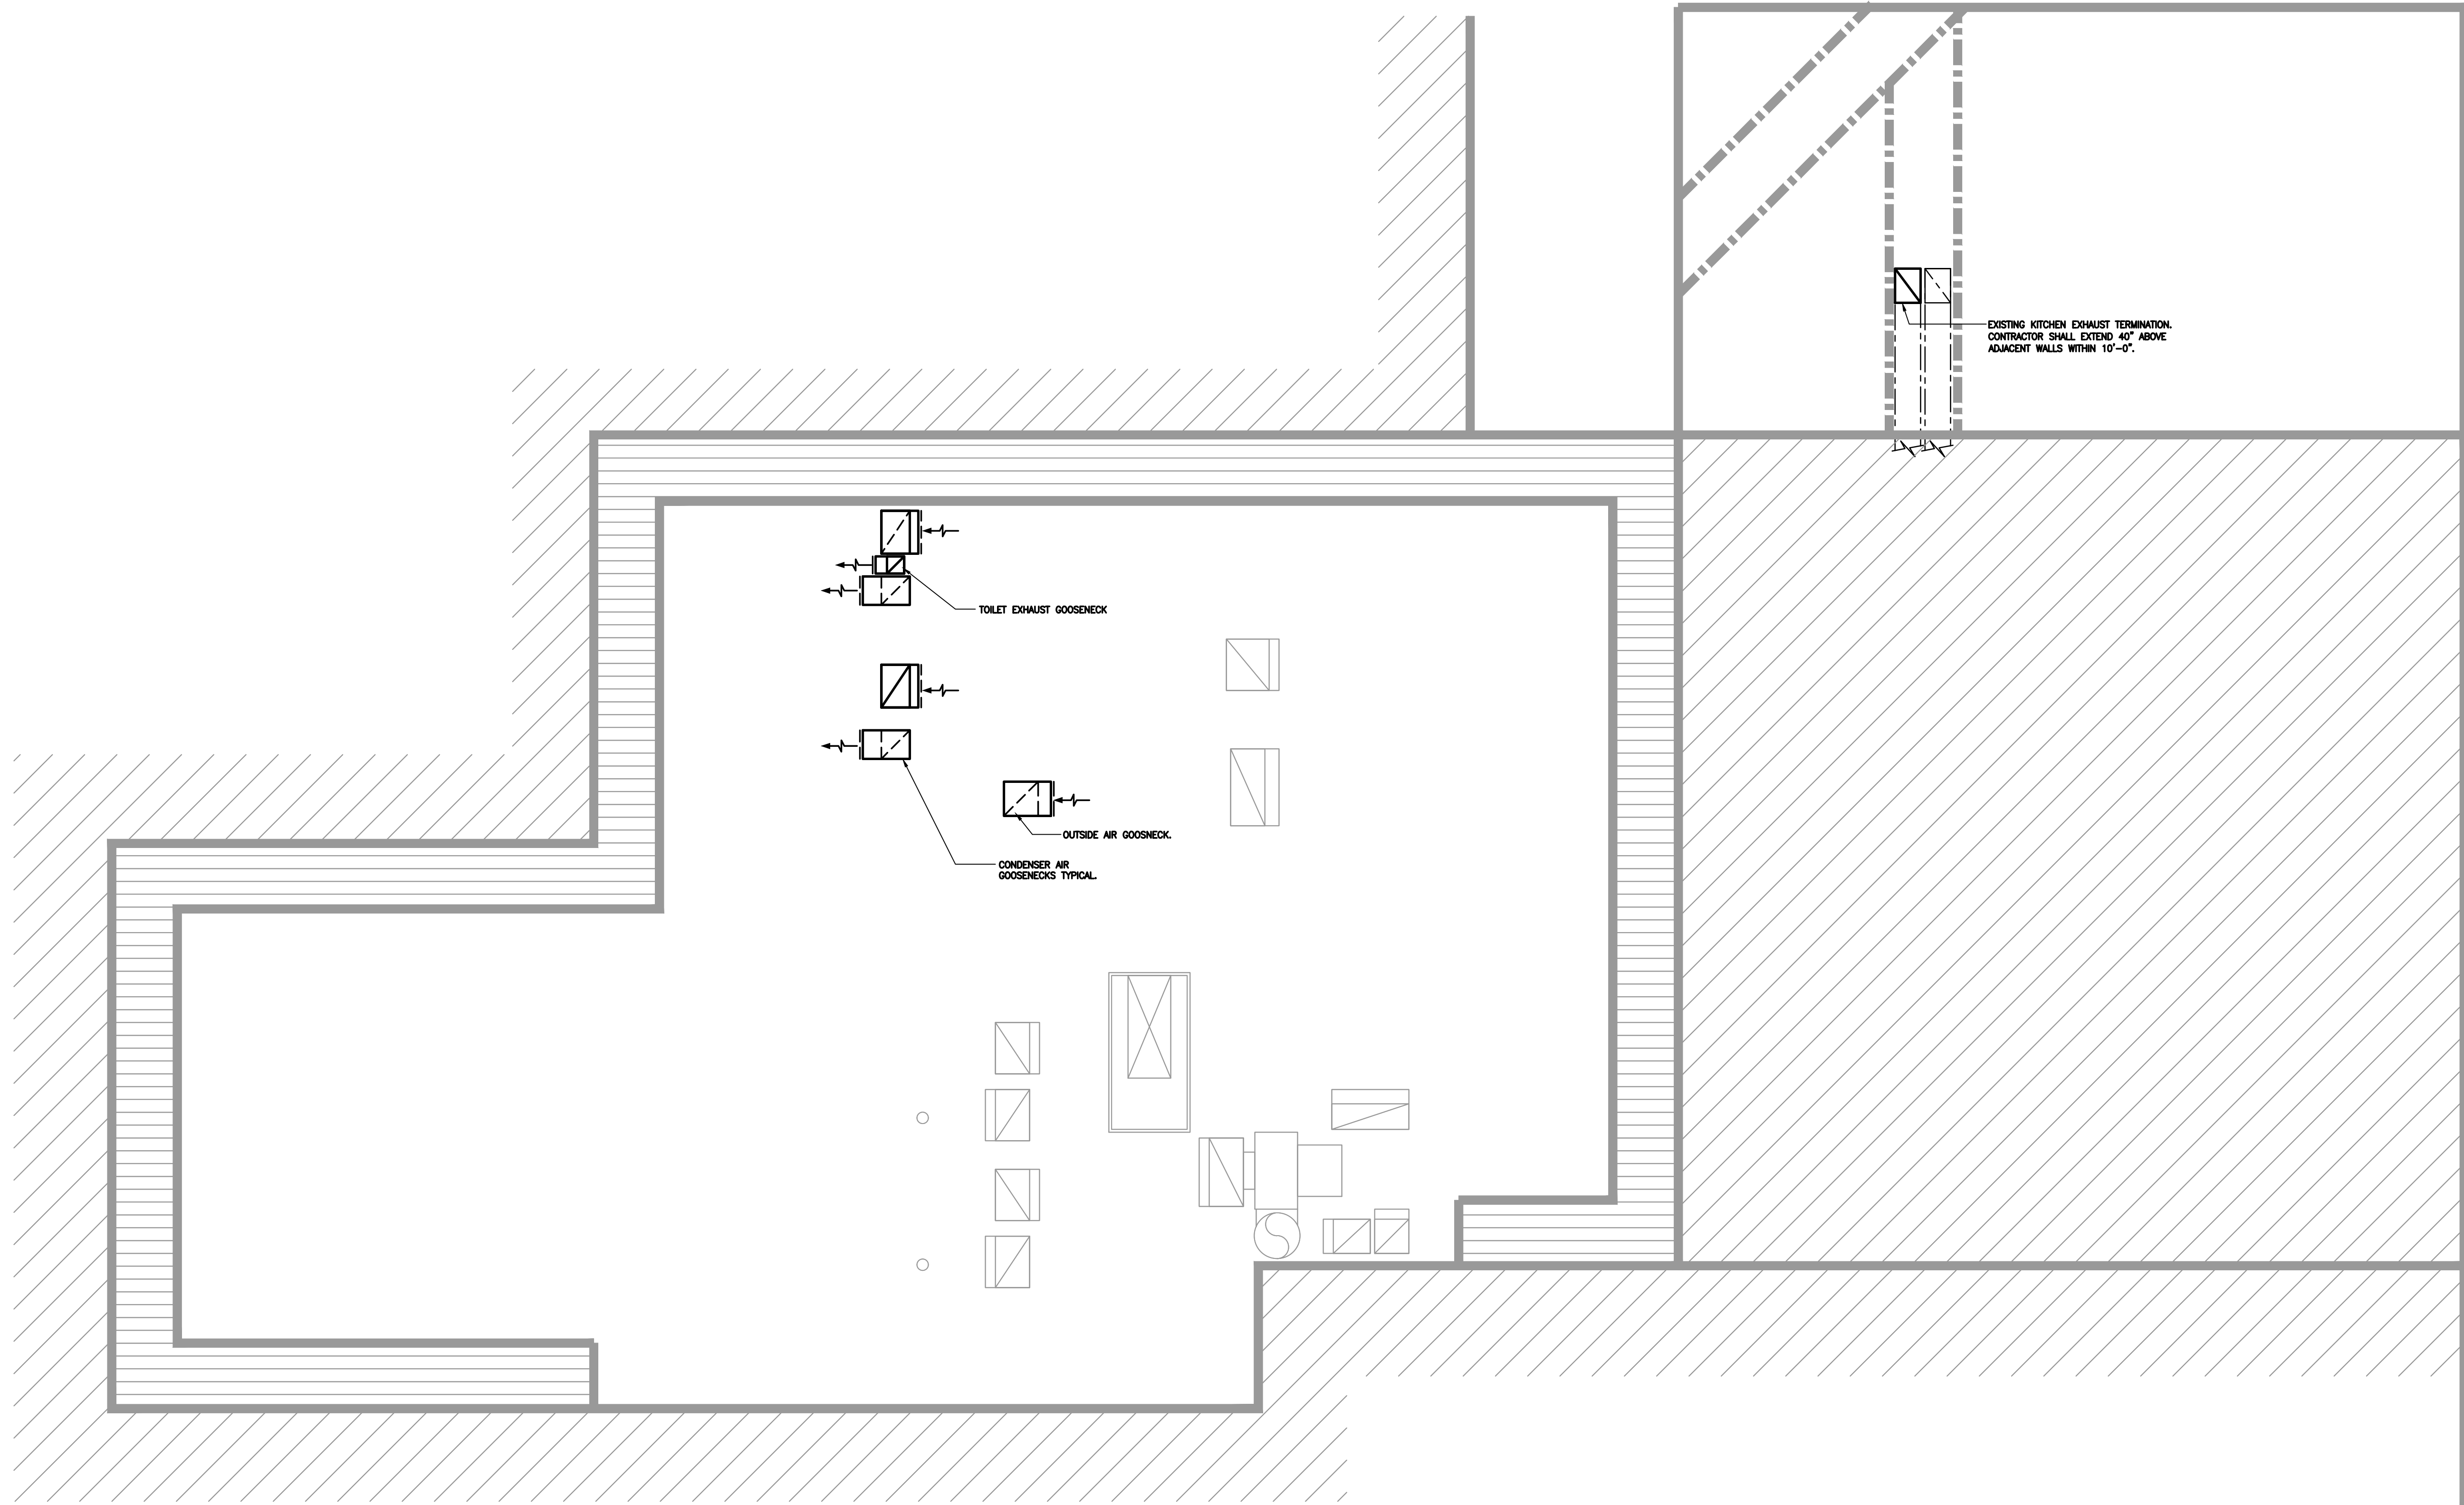 EXISTING KITCHEN EXHAUST TERMINATION.
CONTRACTOR SHALL EXTEND 40" ABOVE
ADJACENT WALLS WITHIN 10'-0".
TOILET EXHAUST GOOSENECK
OUTSIDE AIR GOOSNECK.
CONDENSER AIR
GOOSENECKS TYPICAL.